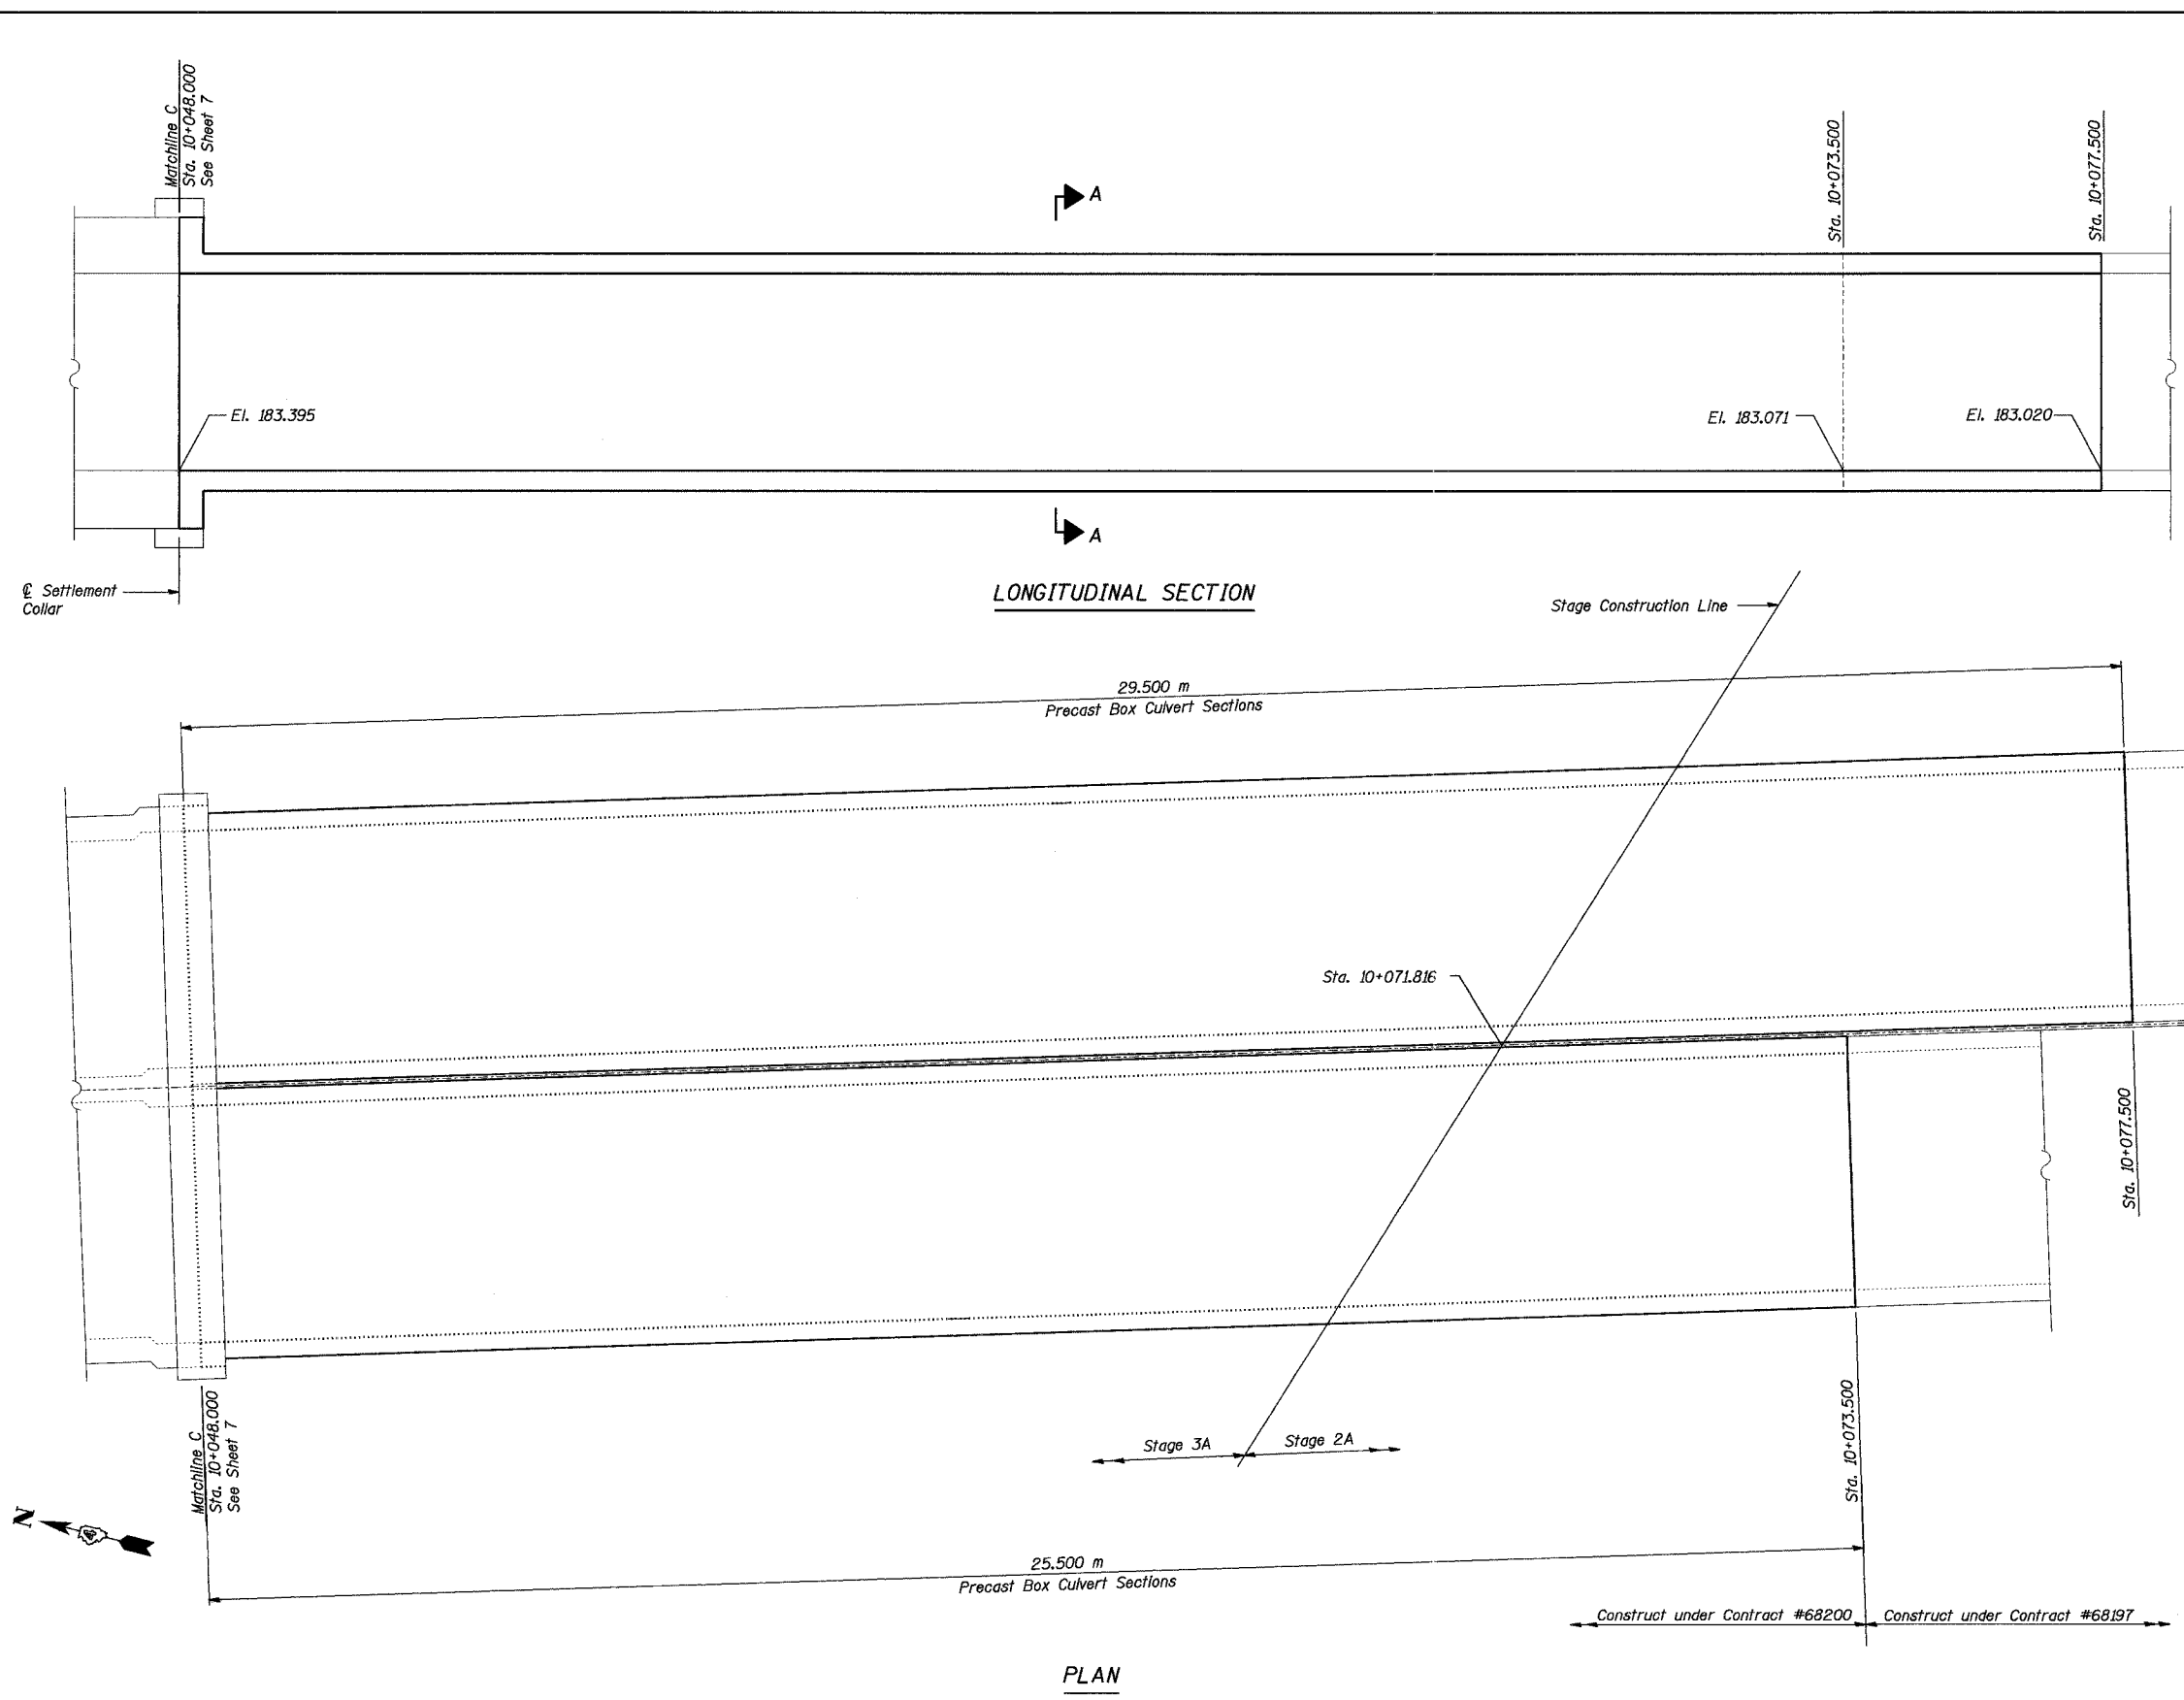 Matchline C
Sta. 10+048.000
See Sheet 7
Sta. 10+073.500
Sta. 10+077.500
A
El. 183.395
El. 183.071
El. 183.020
A
℄ Settlement
Collar
LONGITUDINAL SECTION
Stage Construction Line
29.500 m
Precast Box Culvert Sections
Sta. 10+071.816
Sta. 10+077.500
Matchline C
Sta. 10+048.000
See Sheet 7
Stage 3A
Stage 2A
Sta. 10+073.500
N
25.500 m
Precast Box Culvert Sections
Construct under Contract #68200
Construct under Contract #68197
PLAN